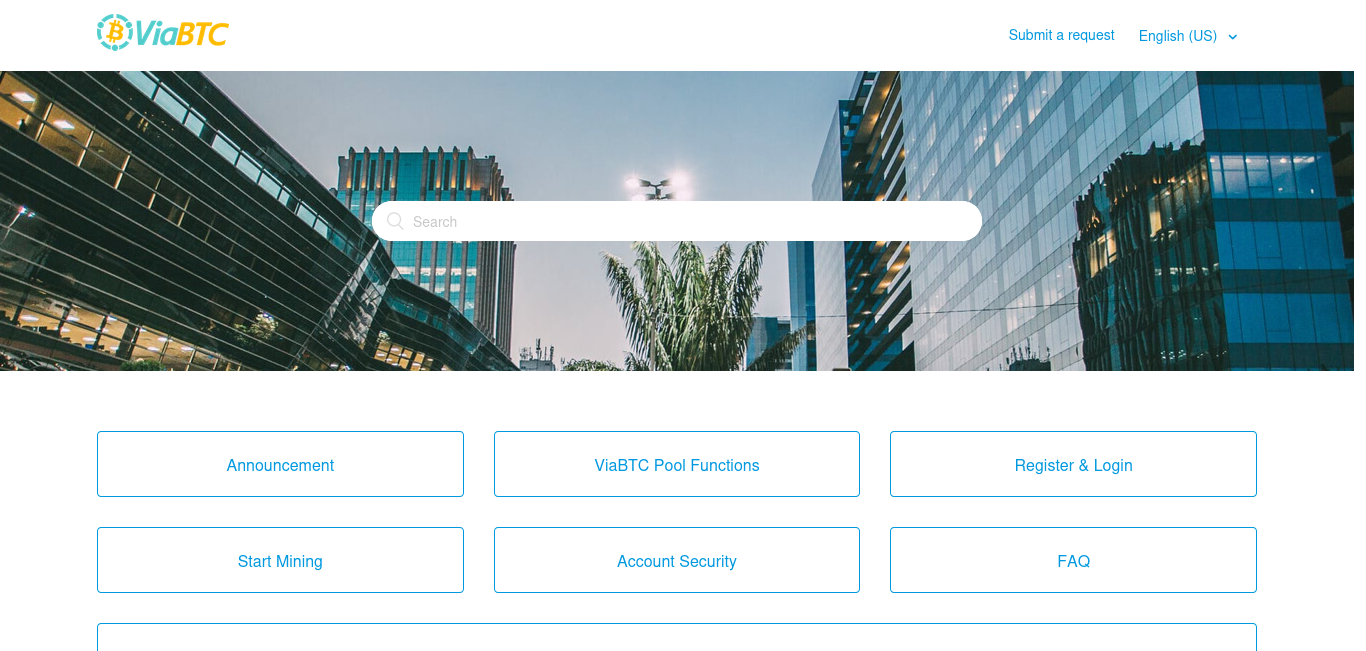 ViaBTC
Submit a request
English (US)
Search
Announcement
ViaBTC Pool Functions
Register & Login
Start Mining
Account Security
FAQ